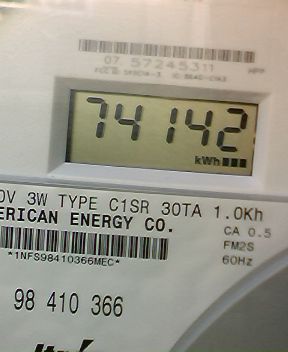 07 57245311
74142
kWh
0V 3W TYPE C1SR 30TA 1.0Kh
ERICAN ENERGY CO. CA 0.5
FM2S
*1NFS98410366MEC* 60Hz
98 410 366